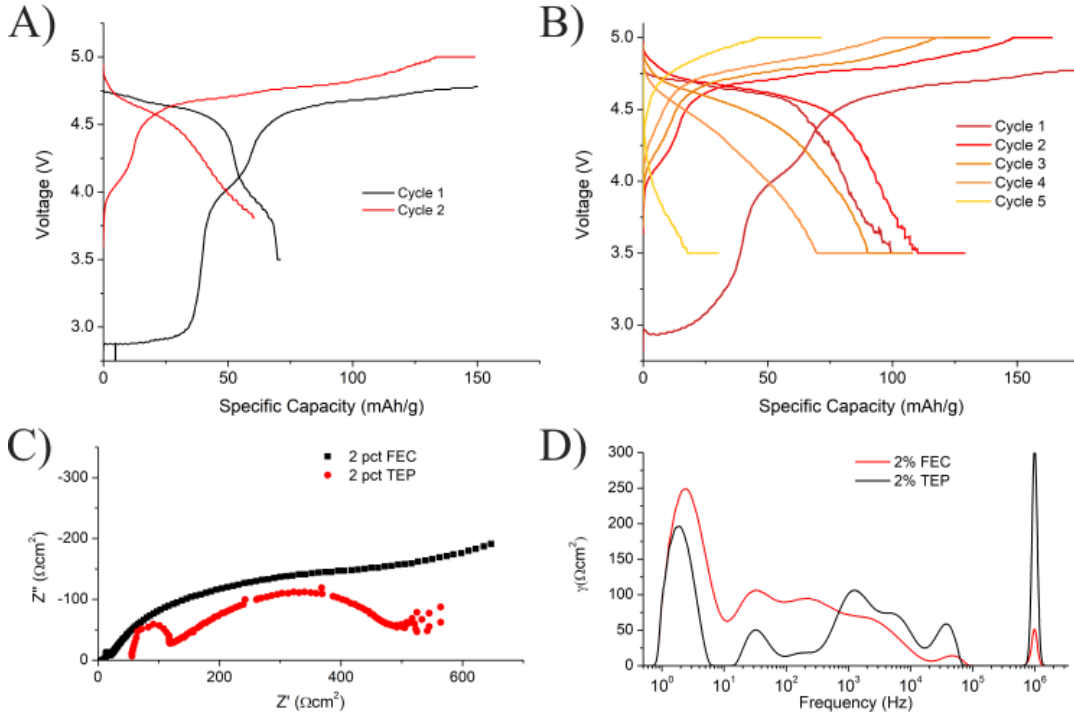 A)
5.0
4.5
4.0
3.5
3.0
0
50
100
150
Voltage (V)
Specific Capacity (mAh/g)
Cycle 1
Cycle 2
B)
5.0
4.5
4.0
3.5
3.0
0
50
100
150
Voltage (V)
Specific Capacity (mAh/g)
Cycle 1
Cycle 2
Cycle 3
Cycle 4
Cycle 5
C)
2 pct FEC
2 pct TEP
-300
-200
-100
0
0
200
400
600
Z'' (Ωcm²)
Z' (Ωcm²)
D)
2% FEC
2% TEP
300
250
200
150
100
50
0
10⁰
10¹
10²
10³
10⁴
10⁵
10⁶
γ(Ωcm²)
Frequency (Hz)